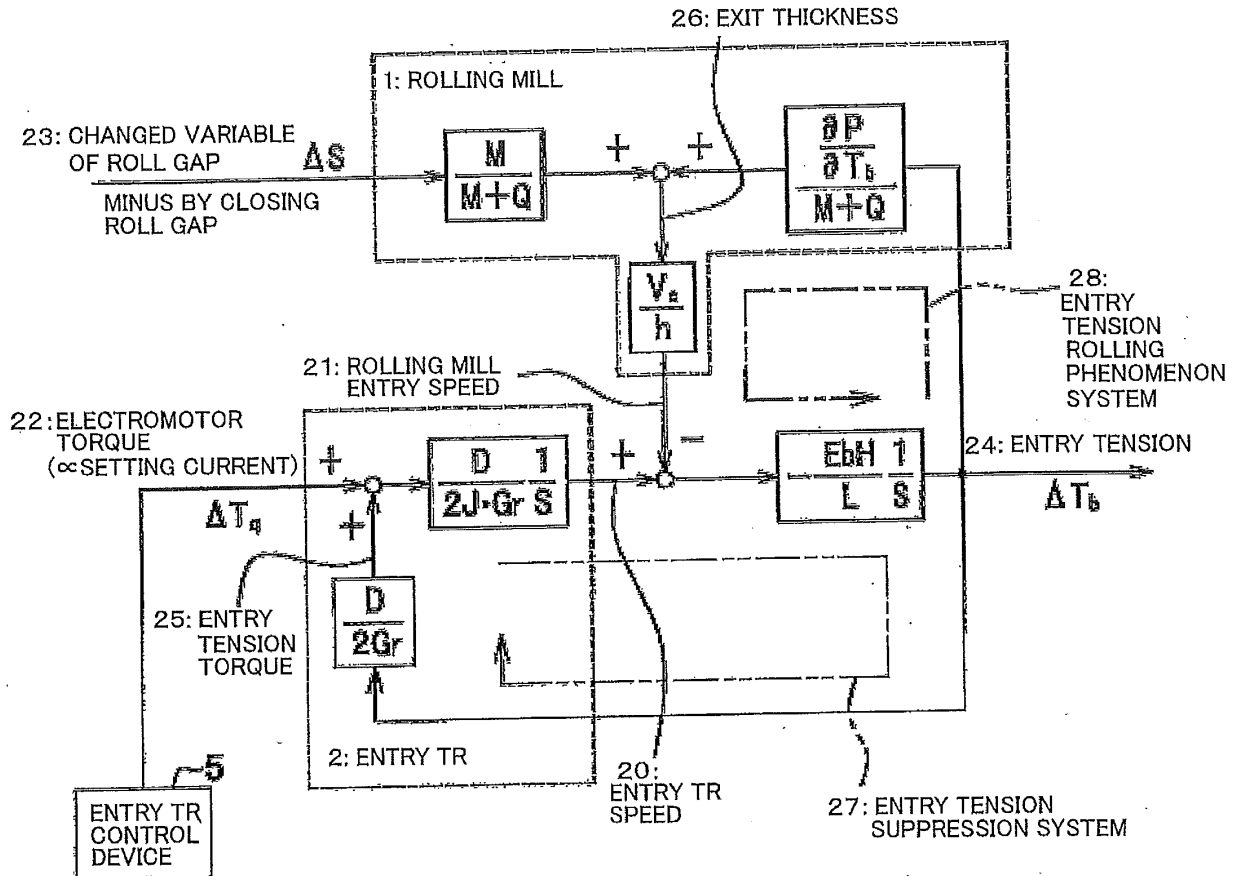 26: EXIT THICKNESS
1: ROLLING MILL
23: CHANGED VARIABLE
OF ROLL GAP
ΔS
MINUS BY CLOSING
ROLL GAP
M
M+Q
+
+
∂P
∂Tb
M+Q
28:
ENTRY
TENSION
ROLLING
PHENOMENON
SYSTEM
h
21: ROLLING MILL
ENTRY SPEED
22: ELECTROMOTOR
TORQUE
(∝SETTING CURRENT)
+
ΔTq
+
D 1
2J·Gr S
+
−
EbH 1
L S
24: ENTRY TENSION
ΔTb
25: ENTRY
TENSION
TORQUE
D
2Gr
2: ENTRY TR
20:
ENTRY TR
SPEED
27: ENTRY TENSION
SUPPRESSION SYSTEM
5
ENTRY TR
CONTROL
DEVICE